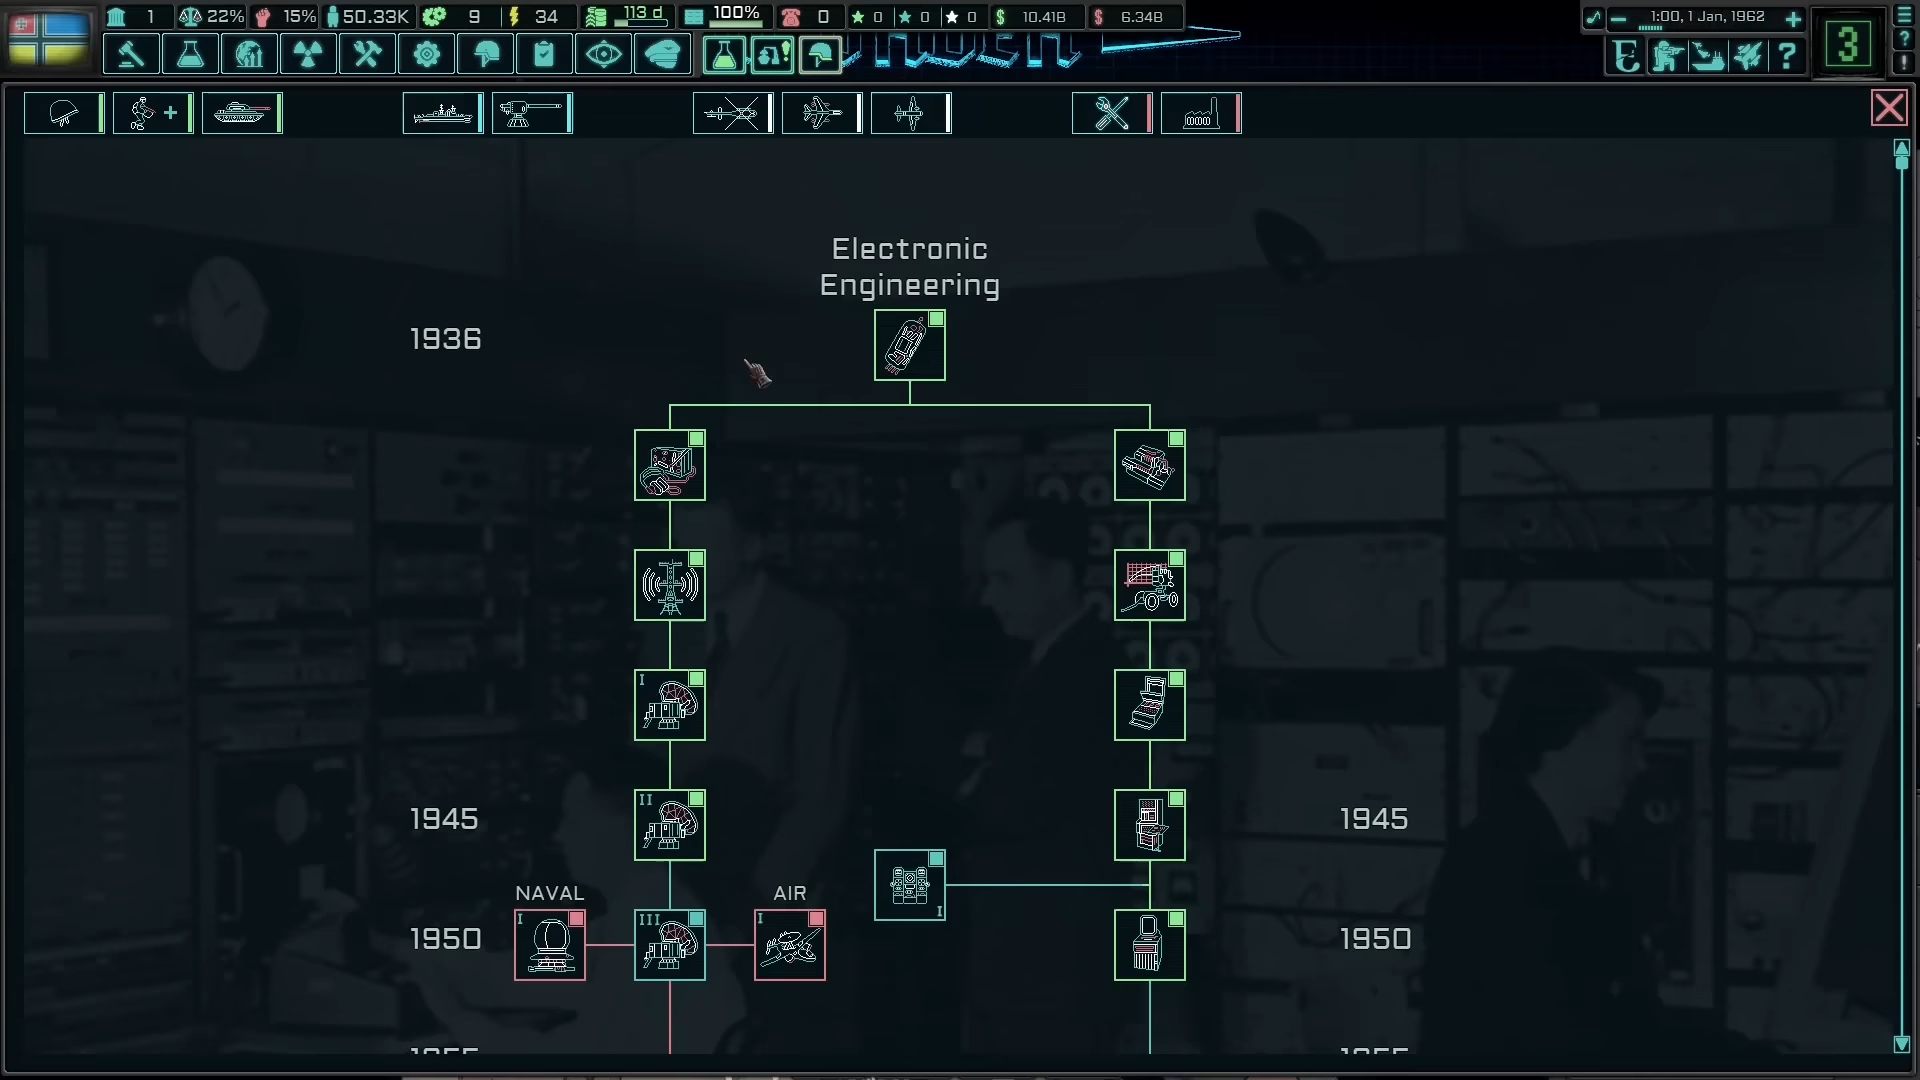 1 22% 15% 50.33K 9 34 113 d 100% 0 0 0 0 $ 10.41B $ 6.34B 1:00, 1 Jan, 1962
3
Electronic
Engineering
1936
I
II
1945 1945
NAVAL AIR
I
I III I
1950 1950